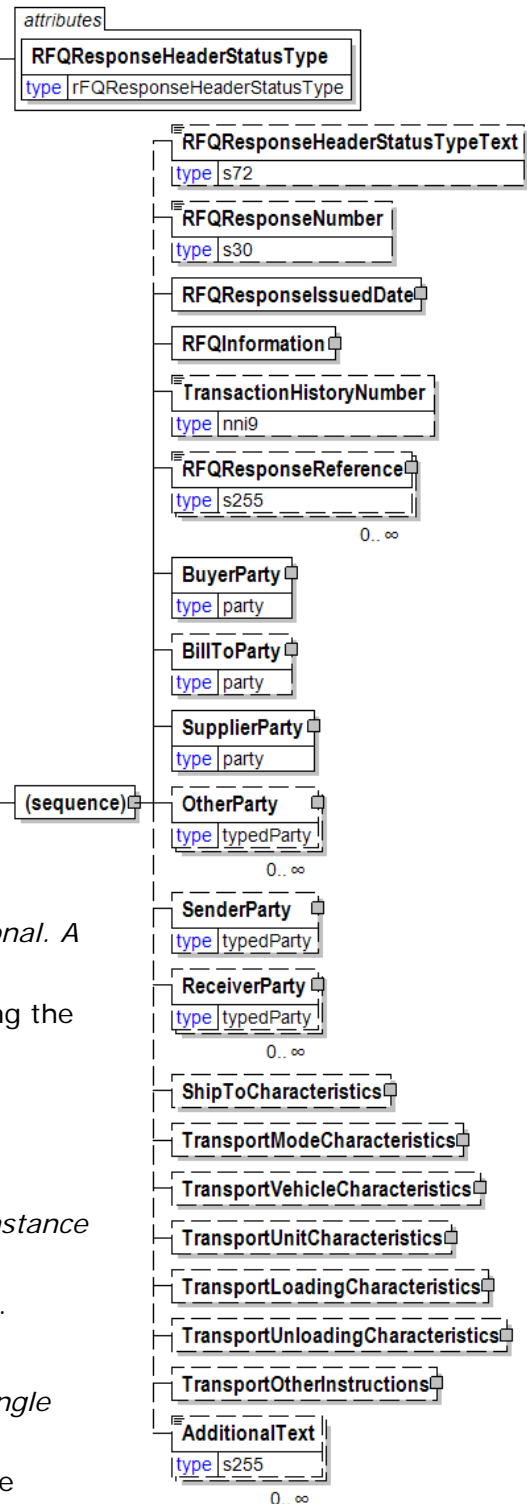 attributes
RFQResponseHeaderStatusType
type rFQResponseHeaderStatusType
RFQResponseHeaderStatusTypeText
type s72
RFQResponseNumber
type s30
RFQResponseIssuedDate
RFQInformation
TransactionHistoryNumber
type nni9
RFQResponseReference
type s255
0.. ∞
BuyerParty
type party
BillToParty
type party
SupplierParty
type party
(sequence)
OtherParty
type typedParty
0.. ∞
SenderParty
type typedParty
onal. A
ReceiverParty
type typedParty
ng the
0.. ∞
ShipToCharacteristics
TransportModeCharacteristics
TransportVehicleCharacteristics
nstance
TransportUnitCharacteristics
TransportLoadingCharacteristics
.
TransportUnloadingCharacteristics
TransportOtherInstructions
ngle
AdditionalText
type s255
e
0.. ∞